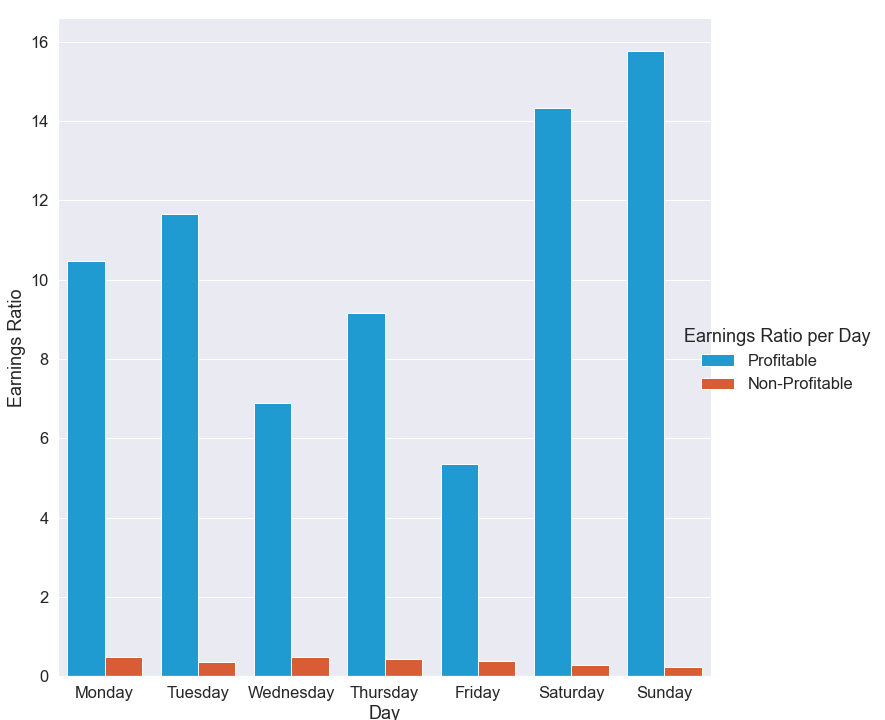 16
14
12
10
8
6
4
2
0
Earnings Ratio
Monday Tuesday Wednesday Thursday Friday Saturday Sunday
Day
Earnings Ratio per Day
Profitable
Non-Profitable